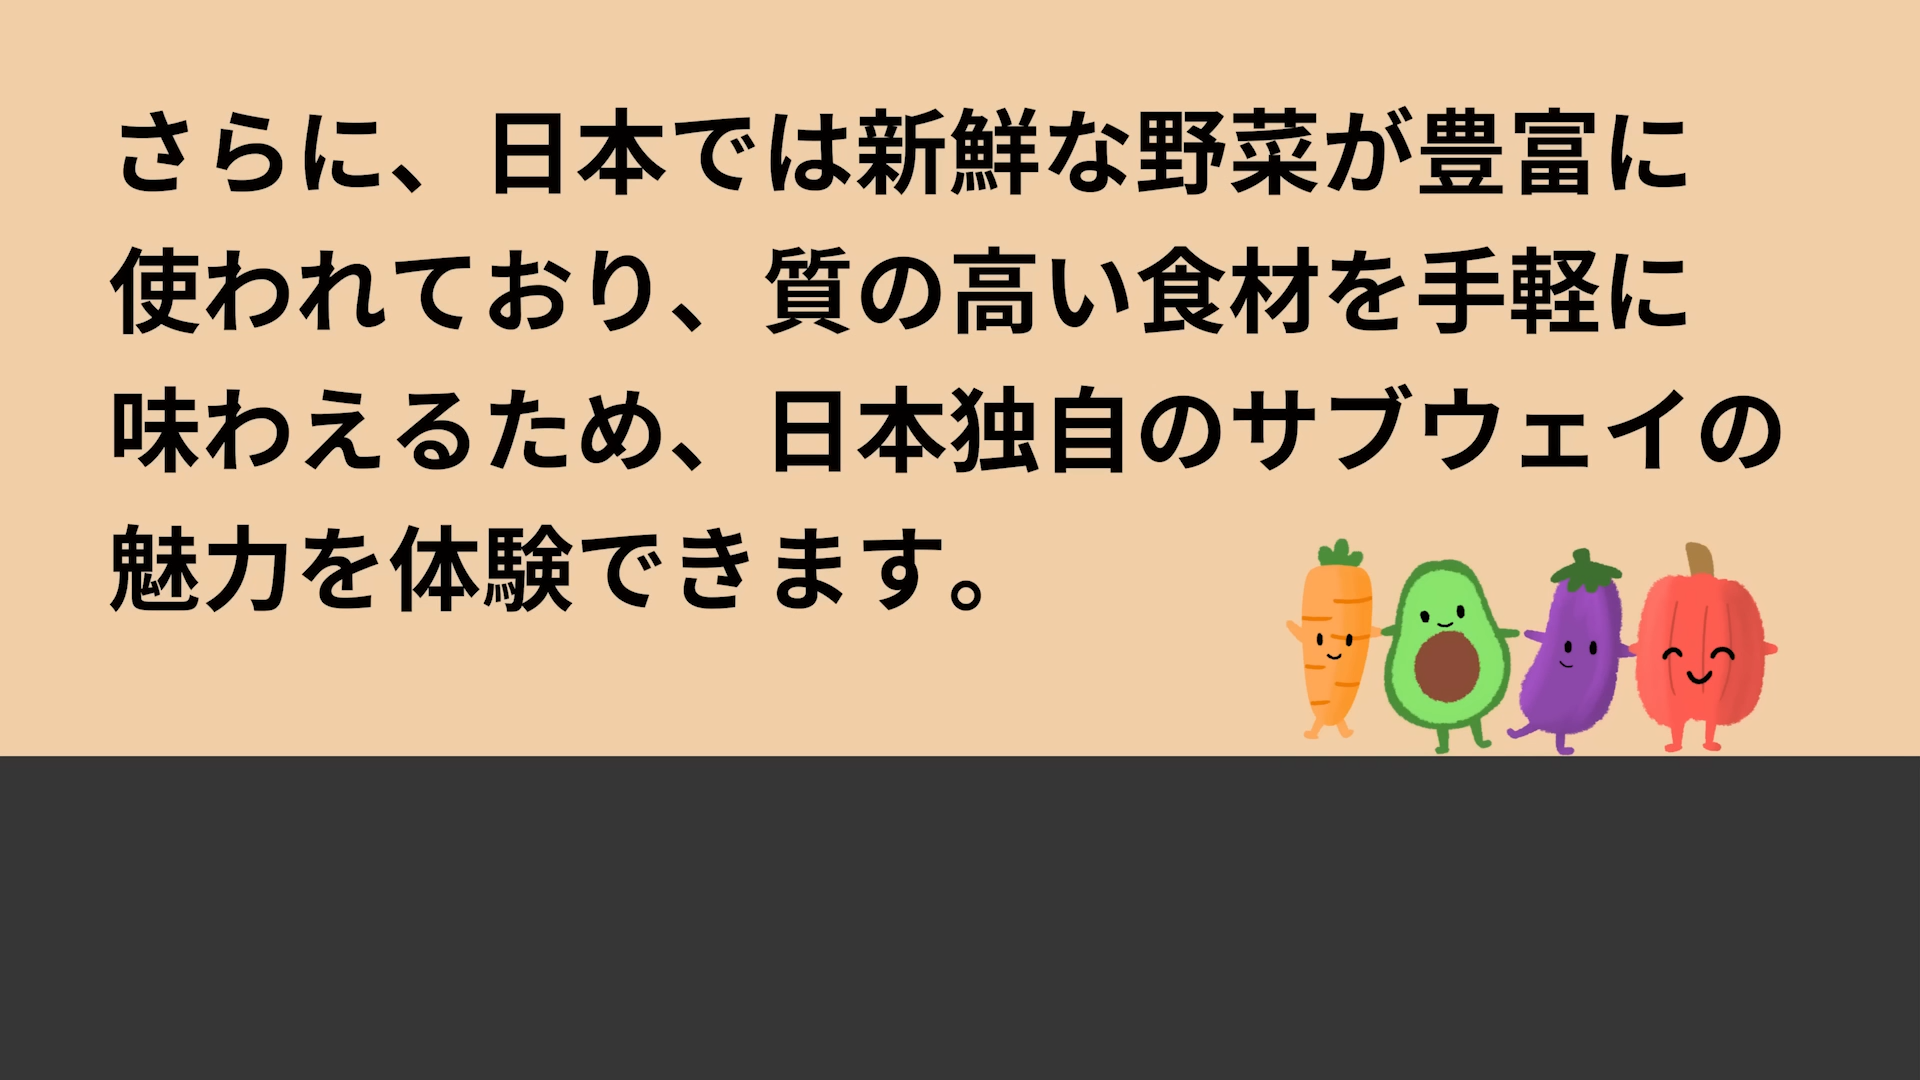 さらに、日本では新鮮な野菜が豊富に
使われており、質の高い食材を手軽に
味わえるため、日本独自のサブウェイの
魅力を体験できます。